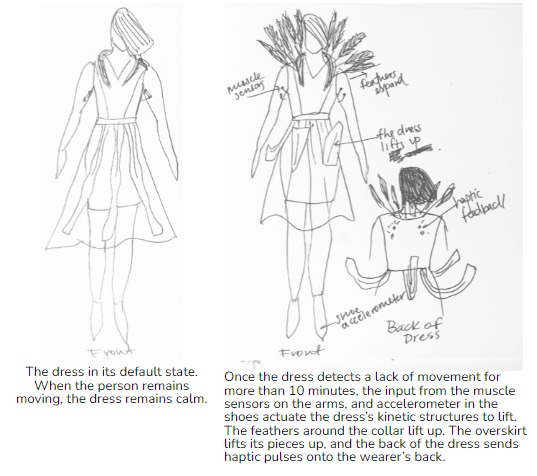 muscle
sensors
feathers
expand
the dress
lifts up
haptic
feedback
shoe
accelerometer
Back of
Dress
Front
Front
The dress in its default state.
When the person remains
moving, the dress remains calm.
Once the dress detects a lack of movement for
more than 10 minutes, the input from the muscle
sensors on the arms, and accelerometer in the
shoes actuate the dress's kinetic structures to lift.
The feathers around the collar lift up. The overskirt
lifts its pieces up, and the back of the dress sends
haptic pulses onto the wearer's back.